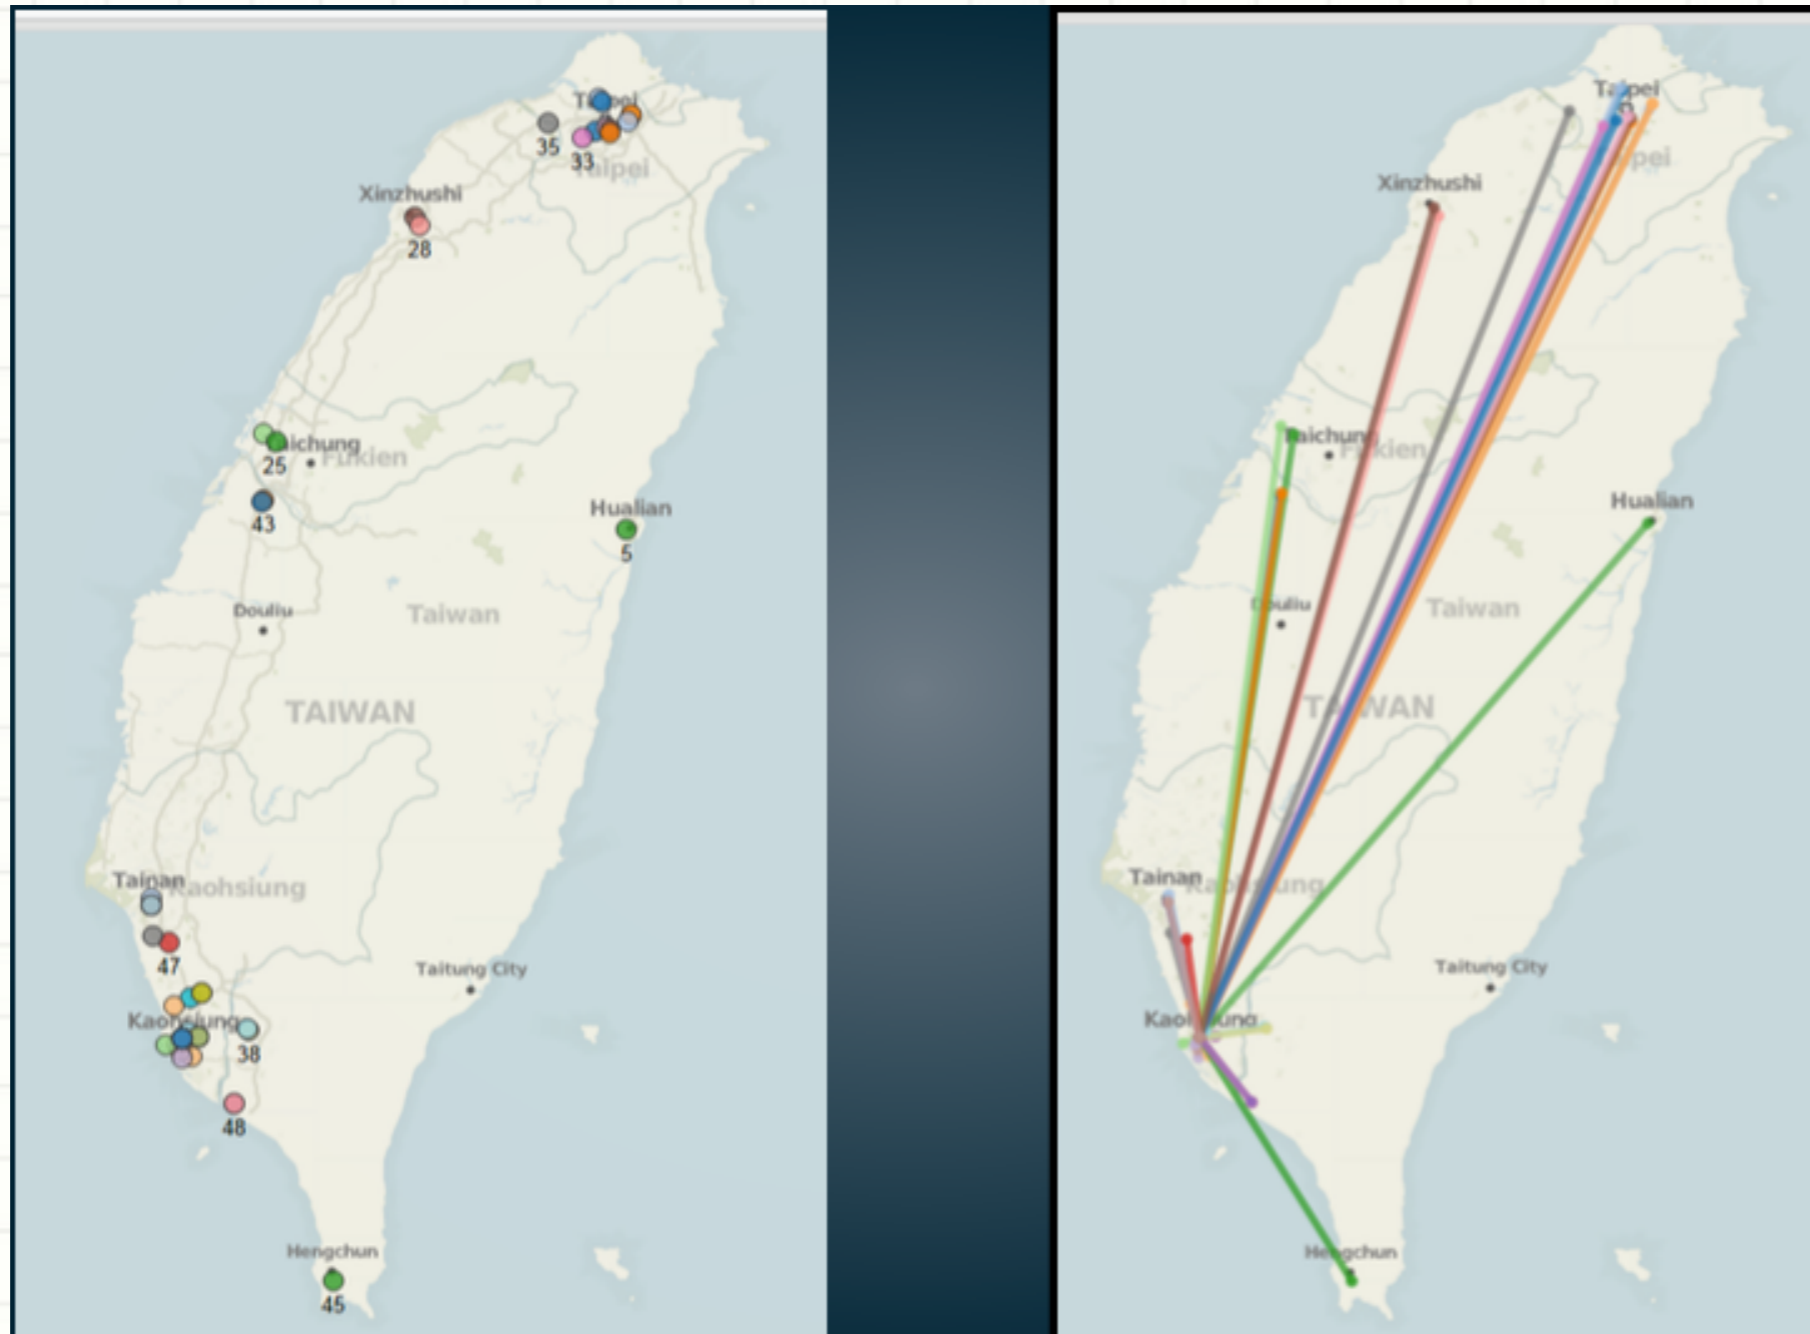 Taipei
35
33
Taipei
Xinzhushi
28
Taichung
25
Fukien
43
Hualian
5
Douliu
Taiwan
TAIWAN
Tainan
Kaohsiung
47
Taitung City
Kaohsiung
38
48
Hengchun
45
Taipei
Taipei
Xinzhushi
Taichung
Fukien
Hualian
Douliu
Taiwan
TAIWAN
Tainan
Kaohsiung
Taitung City
Kaohsiung
Hengchun